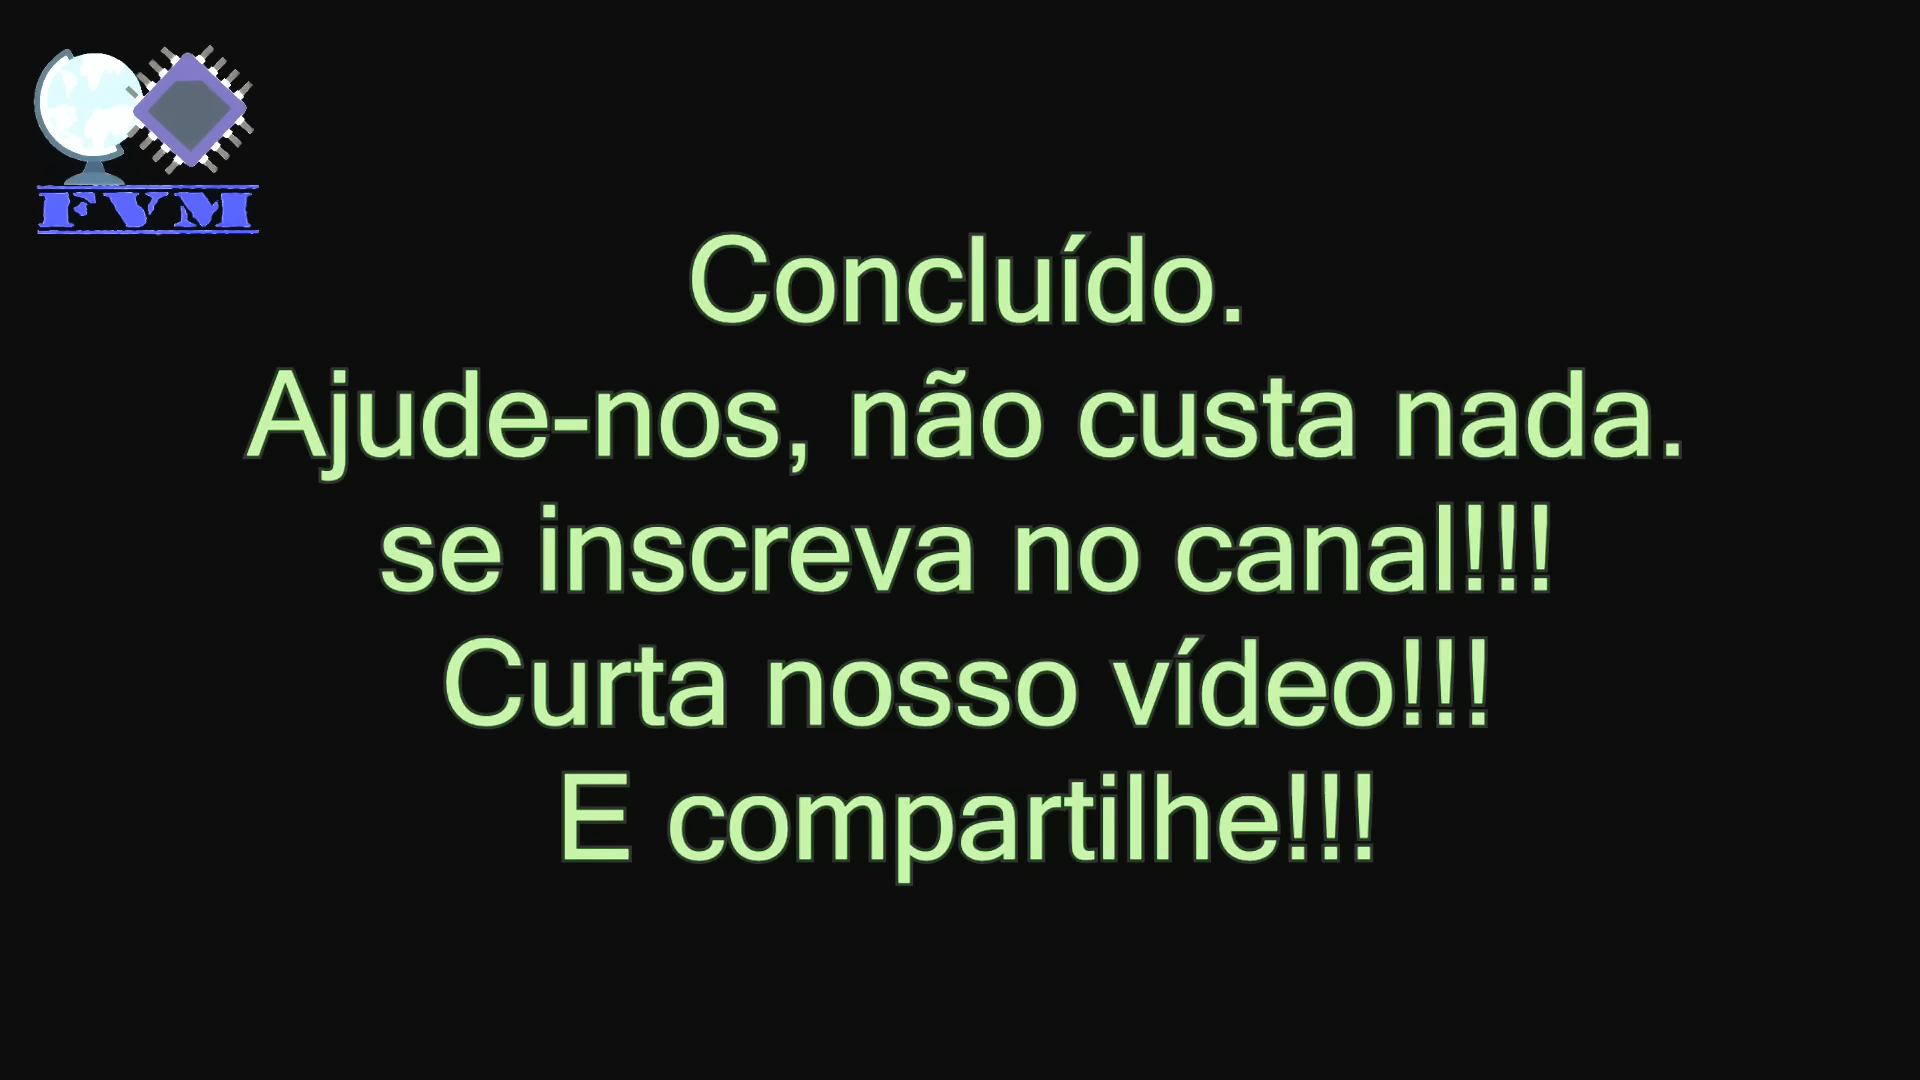 FVM
Concluído.
Ajude-nos, não custa nada.
se inscreva no canal!!!
Curta nosso vídeo!!!
E compartilhe!!!